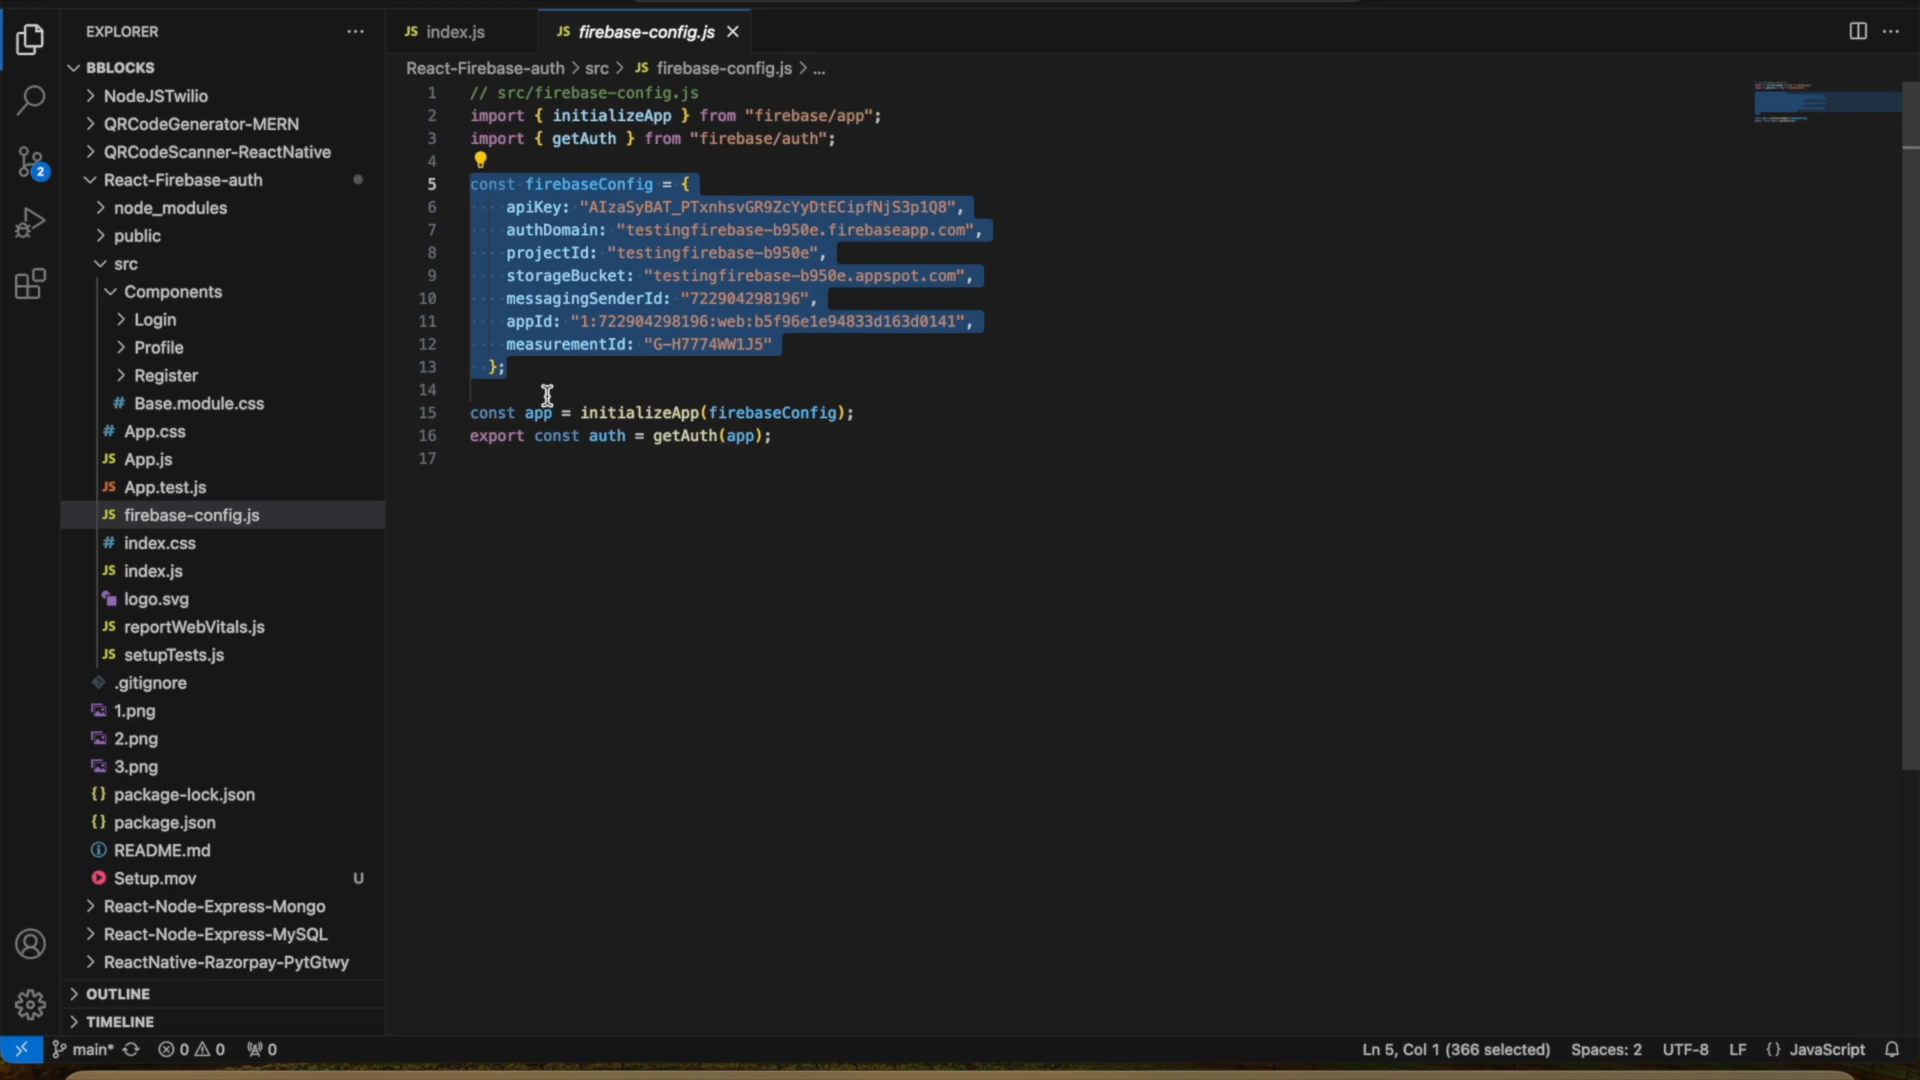 EXPLORER
BBLOCKS
NodeJSTwilio
QRCodeGenerator-MERN
QRCodeScanner-ReactNative
React-Firebase-auth
node_modules
public
src
Components
Login
Profile
Register
# Base.module.css
# App.css
JS App.js
JS App.test.js
JS firebase-config.js
# index.css
JS index.js
logo.svg
JS reportWebVitals.js
JS setupTests.js
.gitignore
1.png
2.png
3.png
{} package-lock.json
{} package.json
README.md
Setup.mov U
React-Node-Express-Mongo
React-Node-Express-MySQL
ReactNative-Razorpay-PytGtwy
OUTLINE
TIMELINE
2
JS index.js
JS firebase-config.js
React-Firebase-auth > src > JS firebase-config.js > ...
1 // src/firebase-config.js
2 import { initializeApp } from "firebase/app";
3 import { getAuth } from "firebase/auth";
4
5 const firebaseConfig = {
6 apiKey: "AIzaSyBAT_PTxnhsvGR9ZcYyDtECipfNjS3p1Q8",
7 authDomain: "testingfirebase-b950e.firebaseapp.com",
8 projectId: "testingfirebase-b950e",
9 storageBucket: "testingfirebase-b950e.appspot.com",
10 messagingSenderId: "722904298196",
11 appId: "1:722904298196:web:b5f96e1e94833d163d0141",
12 measurementId: "G-H7774WW1J5"
13 };
14
15 const app = initializeApp(firebaseConfig);
16 export const auth = getAuth(app);
17
main* 0 0 0
Ln 5, Col 1 (366 selected) Spaces: 2 UTF-8 LF {} JavaScript